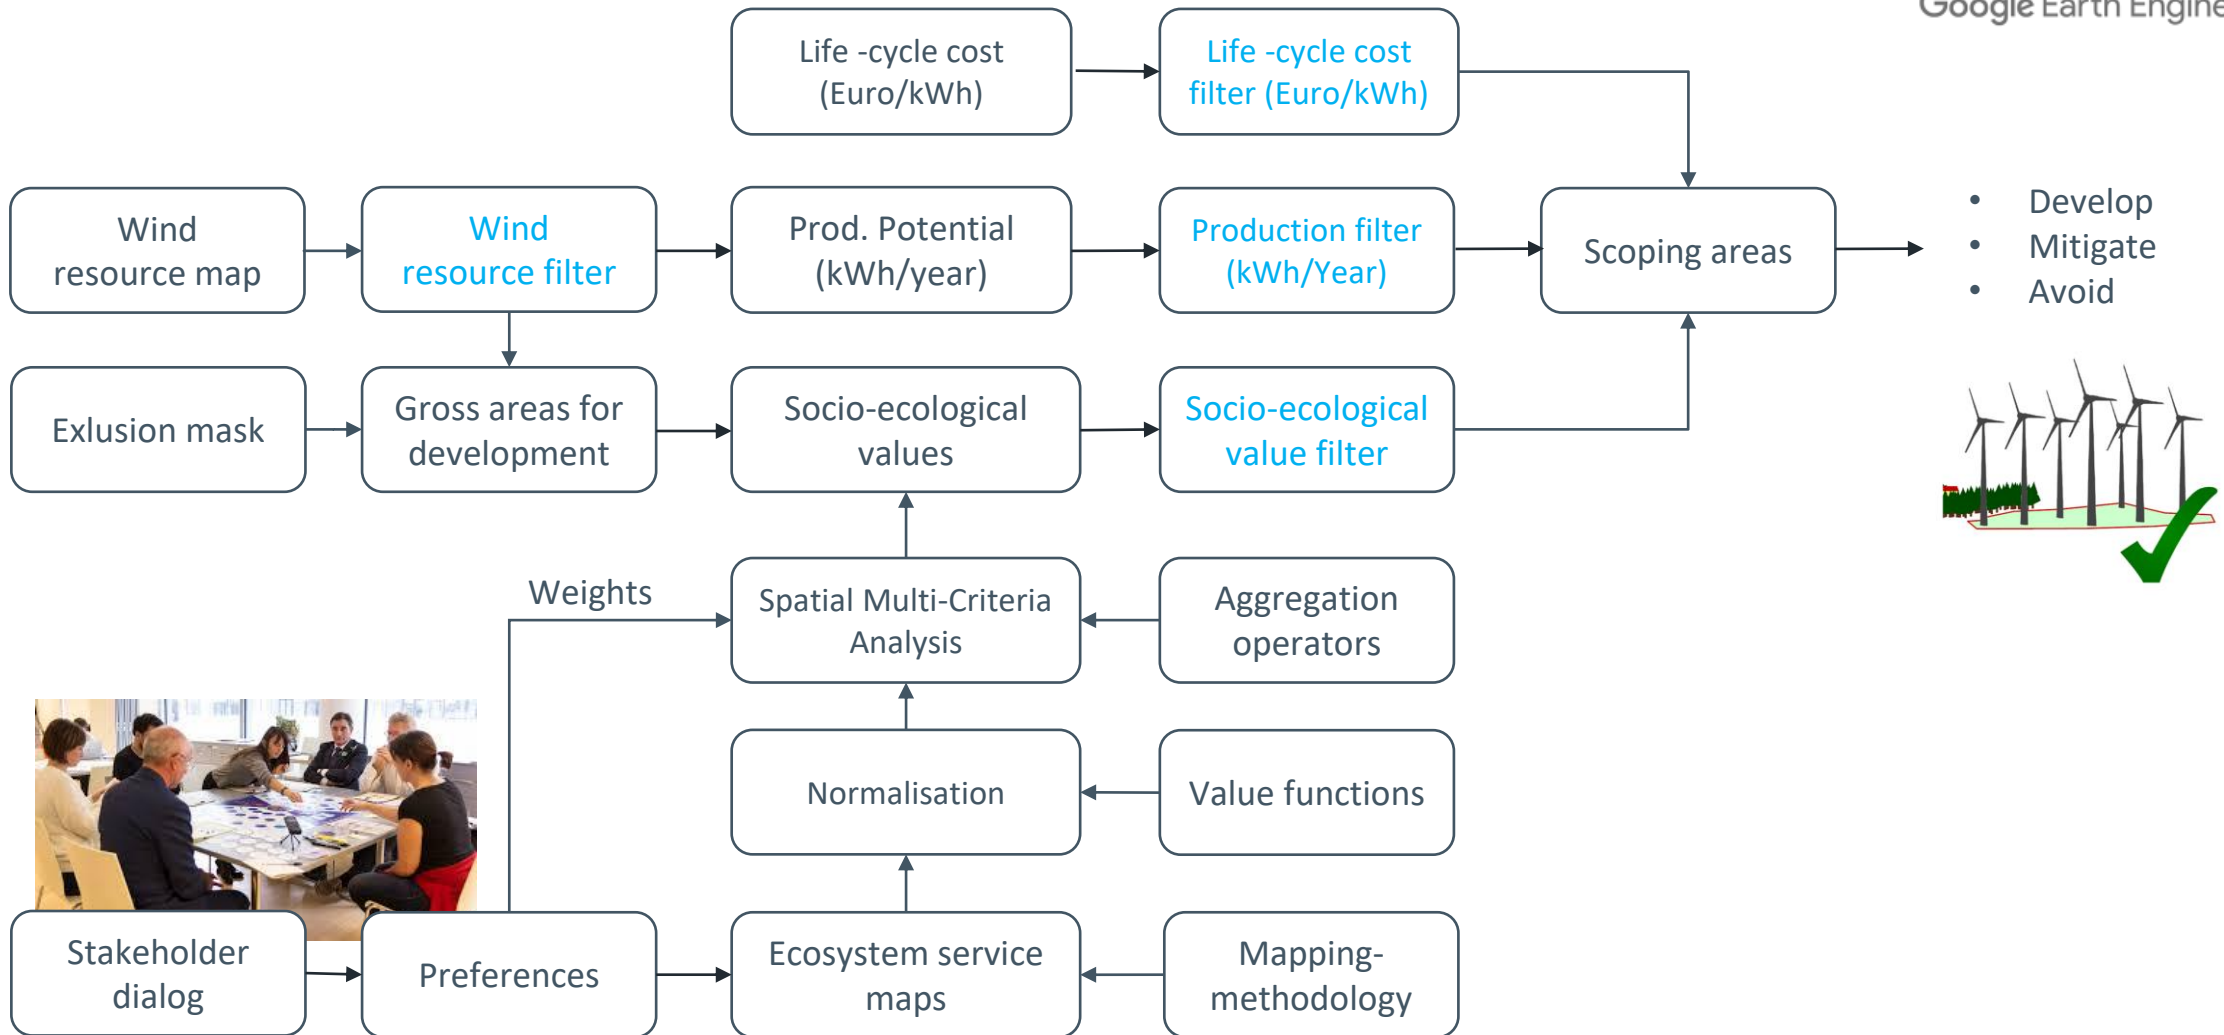 Google Earth Engine
Life -cycle cost
(Euro/kWh)
Life -cycle cost
filter (Euro/kWh)
Wind
resource map
Wind
resource filter
Prod. Potential
(kWh/year)
Production filter
(kWh/Year)
Scoping areas
• Develop
• Mitigate
• Avoid
Exlusion mask
Gross areas for
development
Socio-ecological
values
Socio-ecological
value filter
Weights
Spatial Multi-Criteria
Analysis
Aggregation
operators
Normalisation
Value functions
Stakeholder
dialog
Preferences
Ecosystem service
maps
Mapping-
methodology